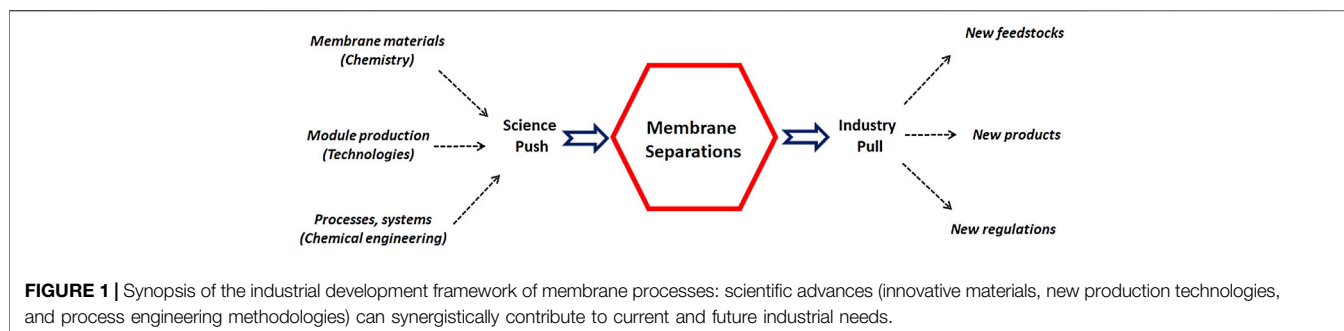 Membrane materials
(Chemistry)
Module production
(Technologies)
Processes, systems
(Chemical engineering)
Science
Push
Membrane
Separations
Industry
Pull
New feedstocks
New products
New regulations
FIGURE 1 | Synopsis of the industrial development framework of membrane processes: scientific advances (innovative materials, new production technologies,
and process engineering methodologies) can synergistically contribute to current and future industrial needs.